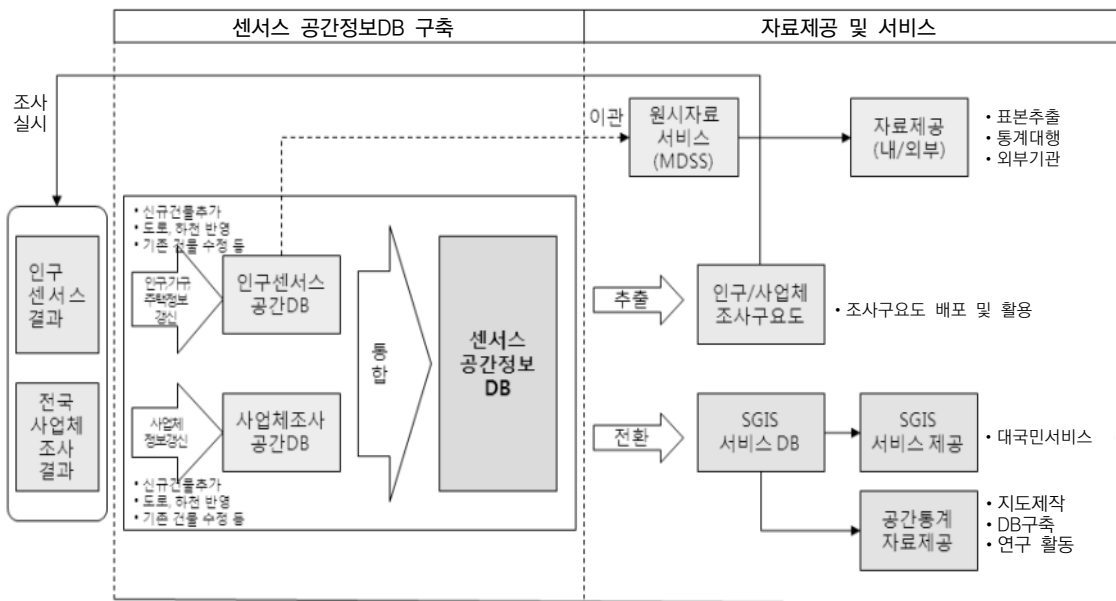 센서스 공간정보DB 구축
자료제공 및 서비스
조사
실시
이관
원시자료
서비스
(MDSS)
자료제공
(내/외부)
• 표본추출
• 통계대행
• 외부기관
인구
센서스
결과
전국
사업체
조사
결과
• 신규건물추가
• 도로, 하천 반영
• 기존 건물 수정 등
인구,가구,
주택정보
갱신
인구센서스
공간DB
사업체
정보갱신
사업체조사
공간DB
• 신규건물추가
• 도로, 하천 반영
• 기존 건물 수정 등
통
합
센서스
공간정보
DB
추출
인구/사업체
조사구요도
• 조사구요도 배포 및 활용
전환
SGIS
서비스 DB
SGIS
서비스 제공
• 대국민서비스
공간통계
자료제공
• 지도제작
• DB구축
• 연구 활동